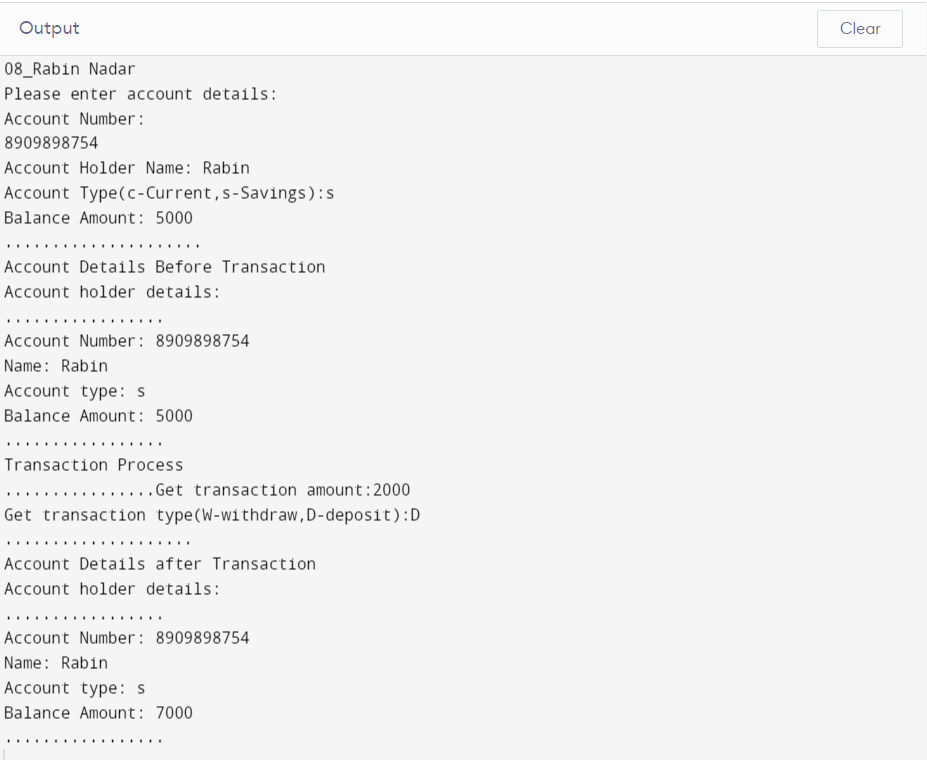 Output
Clear
08_Rabin Nadar
Please enter account details:
Account Number:
8909898754
Account Holder Name: Rabin
Account Type(c-Current,s-Savings):s
Balance Amount: 5000
.....................
Account Details Before Transaction
Account holder details:
.................
Account Number: 8909898754
Name: Rabin
Account type: s
Balance Amount: 5000
.................
Transaction Process
................Get transaction amount:2000
Get transaction type(W-withdraw,D-deposit):D
....................
Account Details after Transaction
Account holder details:
.................
Account Number: 8909898754
Name: Rabin
Account type: s
Balance Amount: 7000
.................